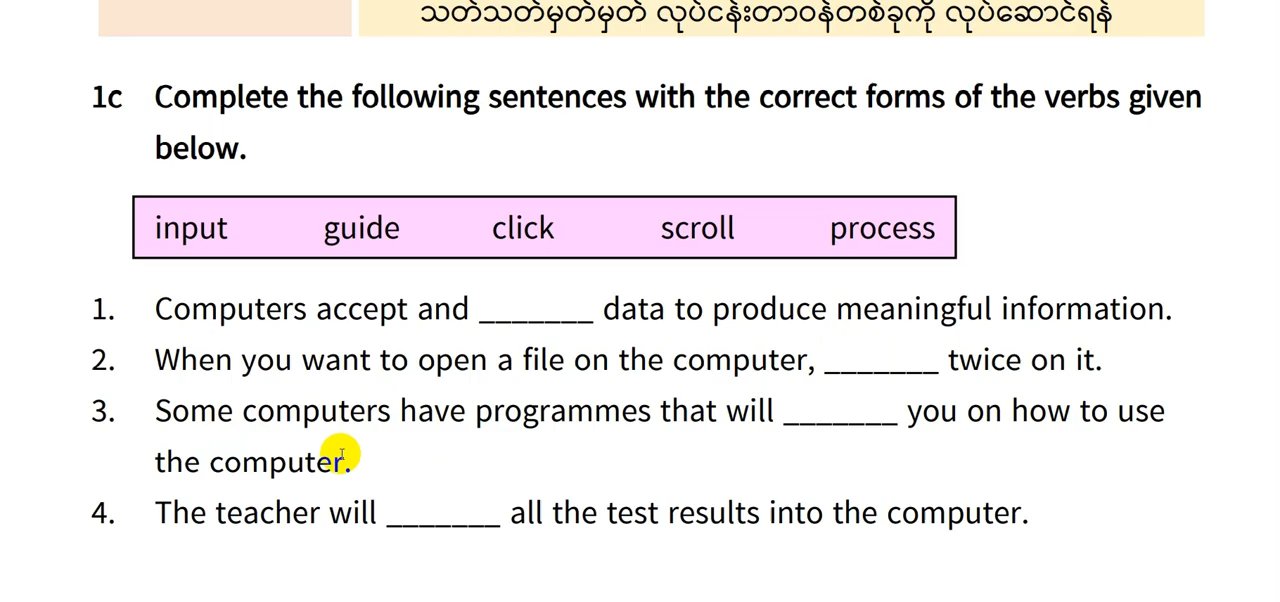 သတ်သတ်မှတ်မှတ် လုပ်ငန်းတာဝန်တစ်ခုကို လုပ်ဆောင်ရန်
1c Complete the following sentences with the correct forms of the verbs given
below.
input guide click scroll process
1. Computers accept and _______ data to produce meaningful information.
2. When you want to open a file on the computer, _______ twice on it.
3. Some computers have programmes that will _______ you on how to use
the computer.
4. The teacher will _______ all the test results into the computer.